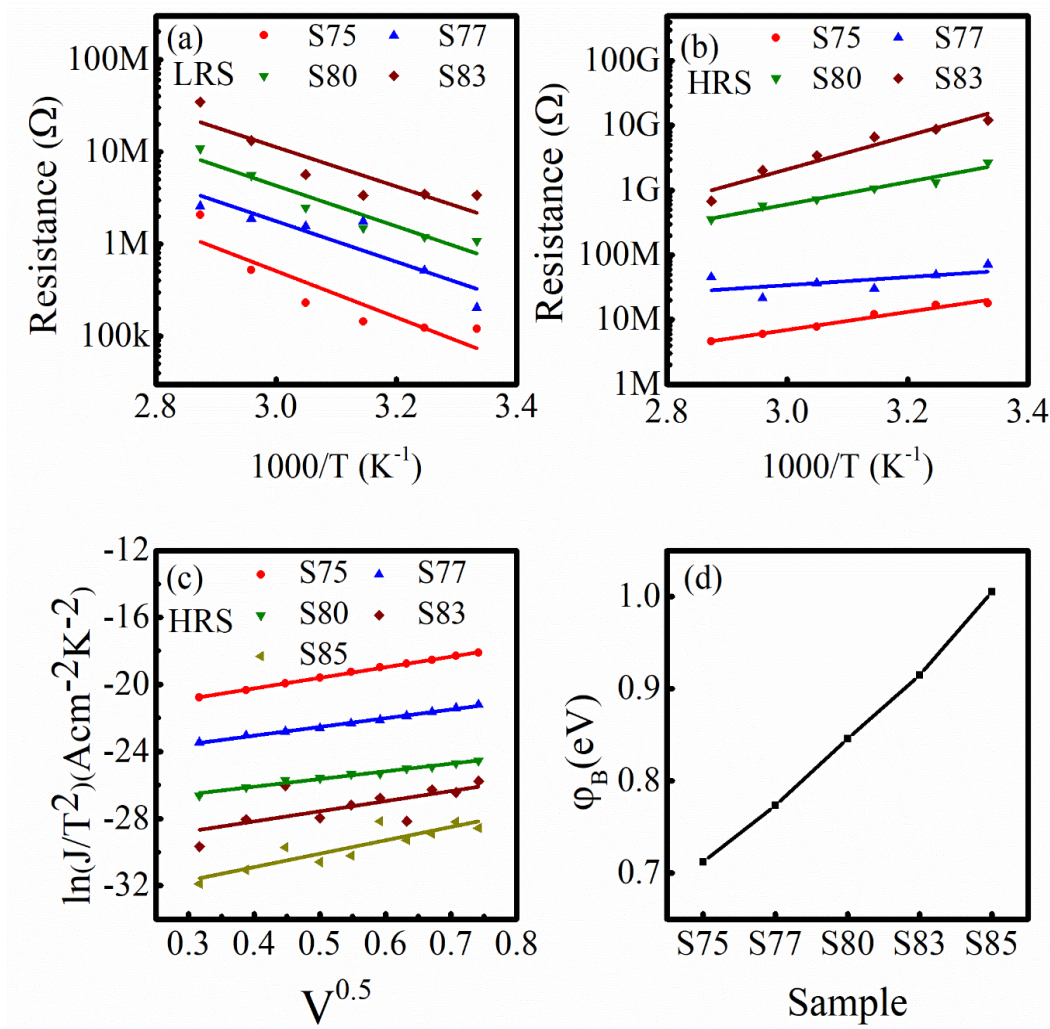 (a) S75 S77
LRS S80 S83
100M
10M
1M
100k
Resistance (Ω)
2.8 3.0 3.2 3.4
1000/T (K⁻¹)
(b) S75 S77
HRS S80 S83
100G
10G
1G
100M
10M
1M
Resistance (Ω)
2.8 3.0 3.2 3.4
1000/T (K⁻¹)
(c) S75 S77
HRS S80 S83
S85
-12
-16
-20
-24
-28
-32
ln(J/T²)(Acm⁻²K⁻²)
0.3 0.4 0.5 0.6 0.7 0.8
V⁰·⁵
(d)
1.0
0.9
0.8
0.7
φB(eV)
S75 S77 S80 S83 S85
Sample